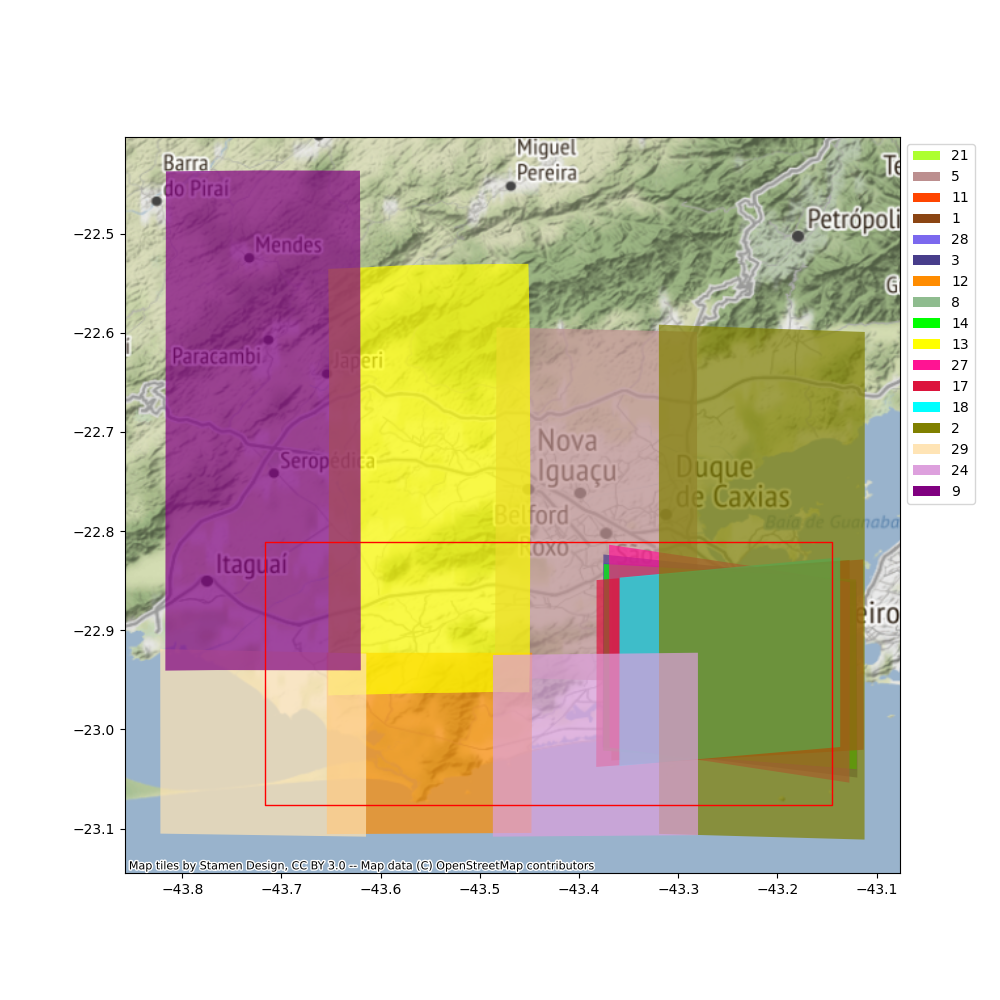 Barra
do Pirai
Miguel
Pereira
Te
Petrópoli
G
Mendes
i
Paracambi
Japeri
Seropédica
Nova
Iguaçu
Duque
de Caxias
Belford
Roxo
São
Baía de Guanaba
Itaguaí
eiro
Map tiles by Stamen Design, CC BY 3.0 -- Map data (C) OpenStreetMap contributors
−22.5
−22.6
−22.7
−22.8
−22.9
−23.0
−23.1
−43.8
−43.7
−43.6
−43.5
−43.4
−43.3
−43.2
−43.1
21
5
11
1
28
3
12
8
14
13
27
17
18
2
29
24
9